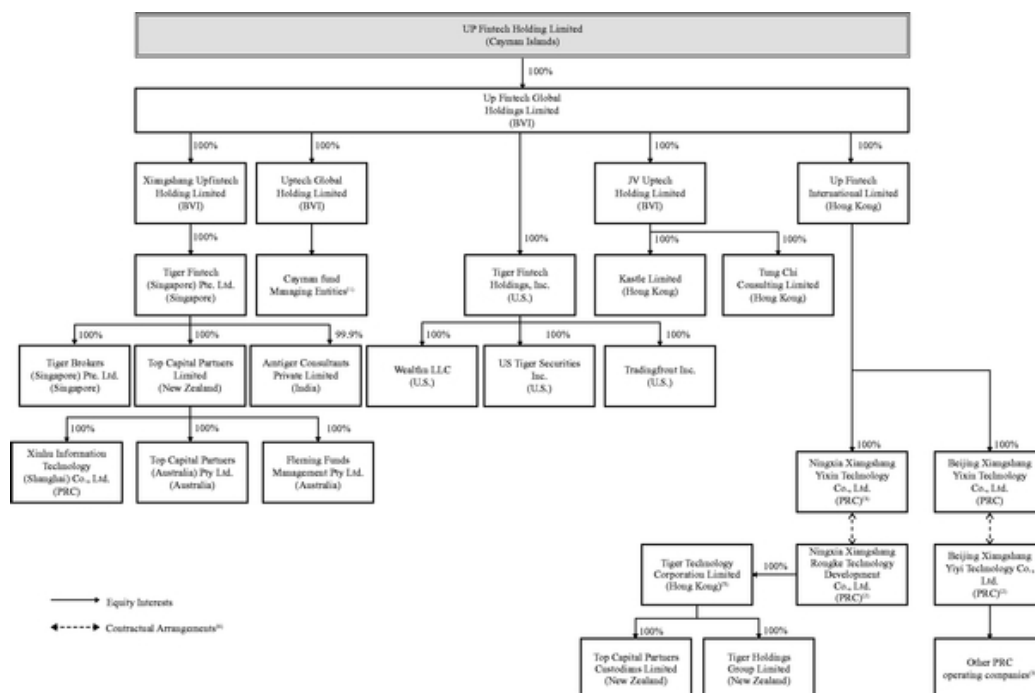 UP Fintech Holding Limited
(Cayman Islands)
100%
Up Fintech Global
Holdings Limited
(BVI)
100%
100%
100%
100%
100%
Xiangshang Upfintech
Holding Limited
(BVI)
Uptech Global
Holding Limited
(BVI)
JV Uptech
Holding Limited
(BVI)
Up Fintech
International Limited
(Hong Kong)
100%
100%
100%
100%
Tiger Fintech
(Singapore) Pte. Ltd.
(Singapore)
Cayman fund
Managing Entities(1)
Tiger Fintech
Holdings, Inc.
(U.S.)
Kastle Limited
(Hong Kong)
Tung Chi
Consulting Limited
(Hong Kong)
100%
100%
99.9%
100%
100%
100%
Tiger Brokers
(Singapore) Pte. Ltd.
(Singapore)
Top Capital Partners
Limited
(New Zealand)
Amtiger Consultants
Private Limited
(India)
Wealthn LLC
(U.S.)
US Tiger Securities
Inc.
(U.S.)
Tradingfront Inc.
(U.S.)
100%
100%
100%
100%
100%
Xinhu Information
Technology
(Shanghai) Co., Ltd.
(PRC)
Top Capital Partners
(Australia) Pty Ltd.
(Australia)
Fleming Funds
Management Pty Ltd.
(Australia)
Ningxia Xiangshang
Yixin Technology
Co., Ltd.
(PRC)
Beijing Xiangshang
Yixin Technology
Co., Ltd.
(PRC)
Tiger Technology
Corporation Limited
(Hong Kong)
100%
Ningxia Xiangshang
Rongke Technology
Development
Co., Ltd.
(PRC)
Beijing Xiangshang
Yiyi Technology Co.,
Ltd.
(PRC)
Equity Interests
Contractual Arrangements
100%
100%
Top Capital Partners
Custodians Limited
(New Zealand)
Tiger Holdings
Group Limited
(New Zealand)
Other PRC
operating companies